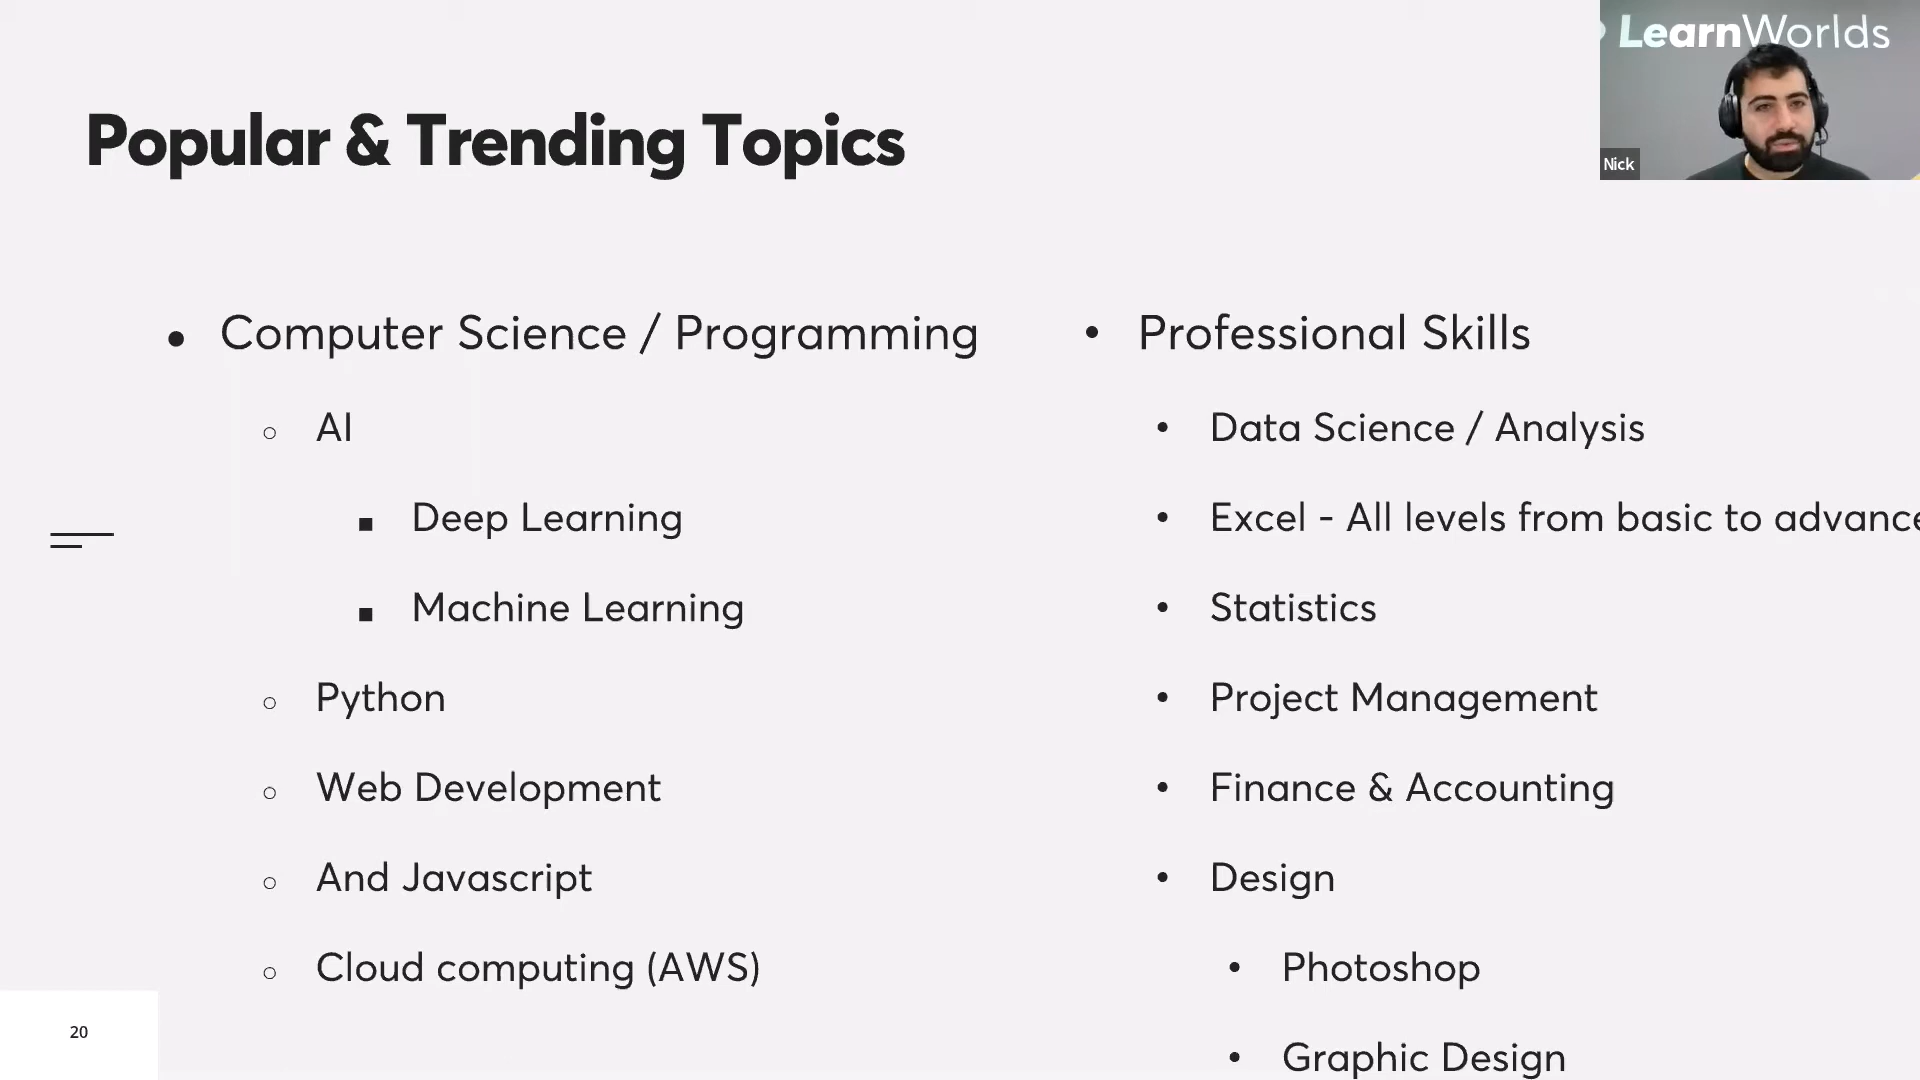 LearnWorlds
Nick
Popular & Trending Topics
• Computer Science / Programming
○ AI
■ Deep Learning
■ Machine Learning
○ Python
○ Web Development
○ And Javascript
○ Cloud computing (AWS)
• Professional Skills
• Data Science / Analysis
• Excel - All levels from basic to advance
• Statistics
• Project Management
• Finance & Accounting
• Design
• Photoshop
• Graphic Design
20